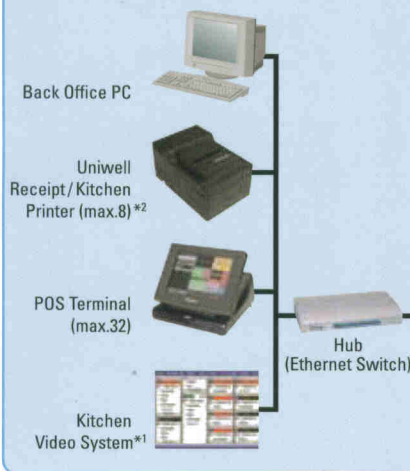 Back Office PC
Uniwell
Receipt/Kitchen
Printer (max.8)*2
POS Terminal
(max.32)
Hub
(Ethernet Switch)
Kitchen
Video System*1